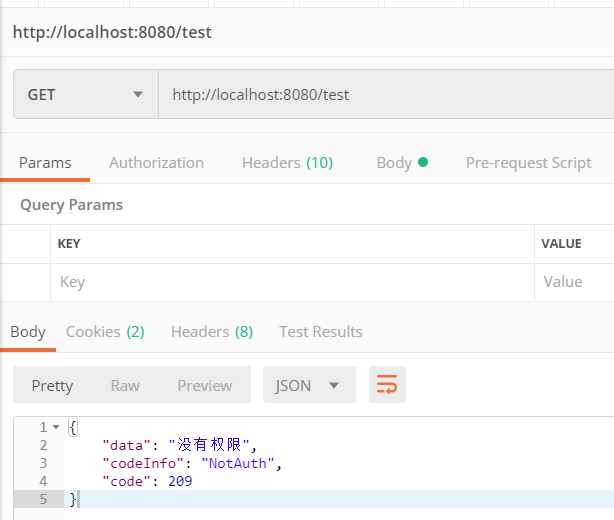 http://localhost:8080/test
GET http://localhost:8080/test
Params Authorization Headers (10) Body Pre-request Script
Query Params
KEY VALUE
Key Value
Body Cookies (2) Headers (8) Test Results
Pretty Raw Preview JSON
1 {
2 "data": "没有权限",
3 "codeInfo": "NotAuth",
4 "code": 209
5 }